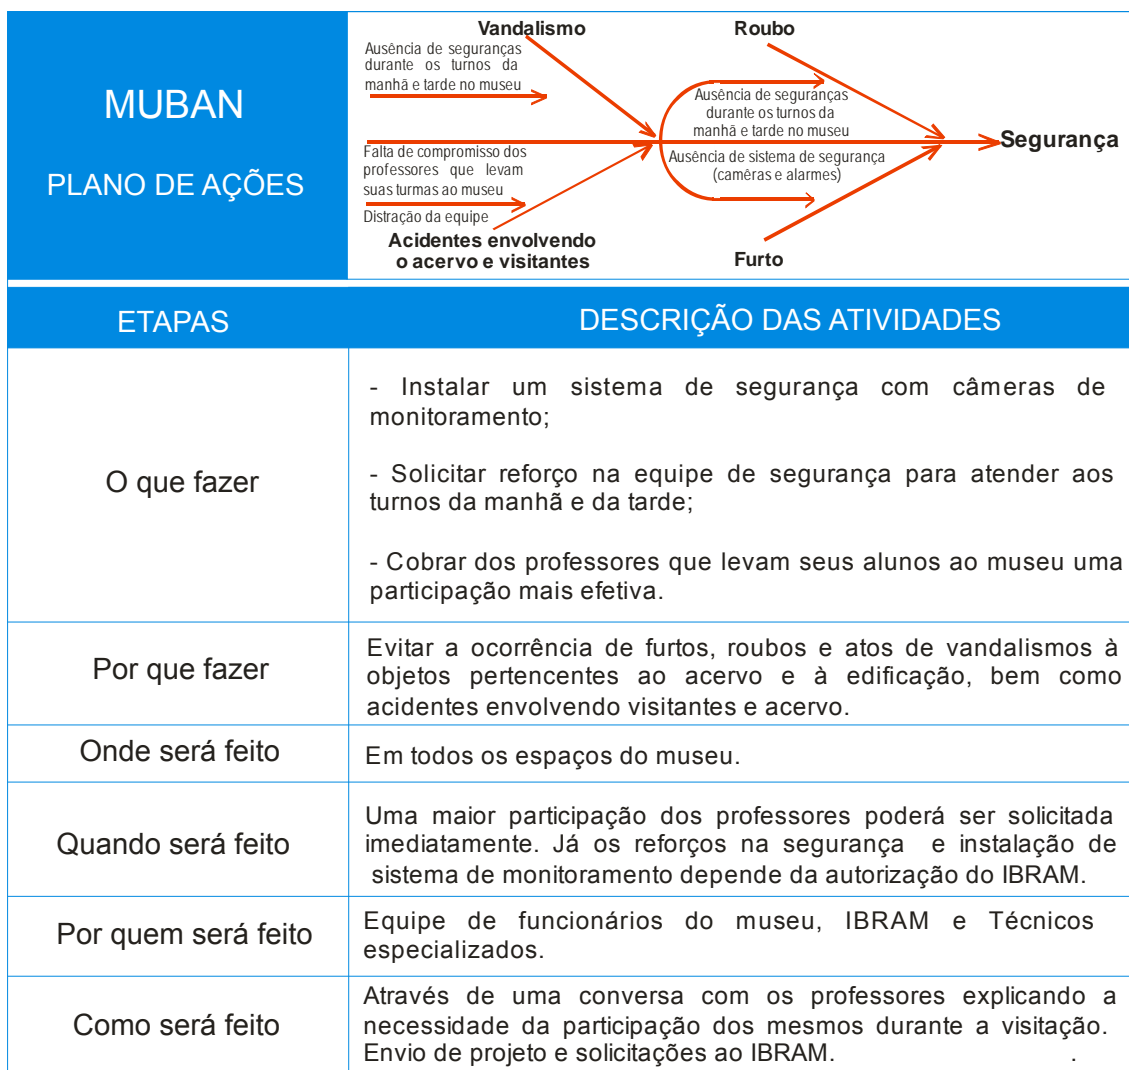 MUBAN
PLANO DE AÇÕES
Vandalismo
Ausência de seguranças
durante os turnos da
manhã e tarde no museu
Roubo
Ausência de seguranças
durante os turnos da
manhã e tarde no museu
Segurança
Falta de compromisso dos
professores que levam
suas turmas ao museu
Distração da equipe
Acidentes envolvendo
o acervo e visitantes
Ausência de sistema de segurança
(camêras e alarmes)
Furto
ETAPAS
DESCRIÇÃO DAS ATIVIDADES
O que fazer
- Instalar um sistema de segurança com câmeras de
monitoramento;
- Solicitar reforço na equipe de segurança para atender aos
turnos da manhã e da tarde;
- Cobrar dos professores que levam seus alunos ao museu uma
participação mais efetiva.
Por que fazer
Evitar a ocorrência de furtos, roubos e atos de vandalismos à
objetos pertencentes ao acervo e à edificação, bem como
acidentes envolvendo visitantes e acervo.
Onde será feito
Em todos os espaços do museu.
Quando será feito
Uma maior participação dos professores poderá ser solicitada
imediatamente. Já os reforços na segurança e instalação de
sistema de monitoramento depende da autorização do IBRAM.
Por quem será feito
Equipe de funcionários do museu, IBRAM e Técnicos
especializados.
Como será feito
Através de uma conversa com os professores explicando a
necessidade da participação dos mesmos durante a visitação.
Envio de projeto e solicitações ao IBRAM. .